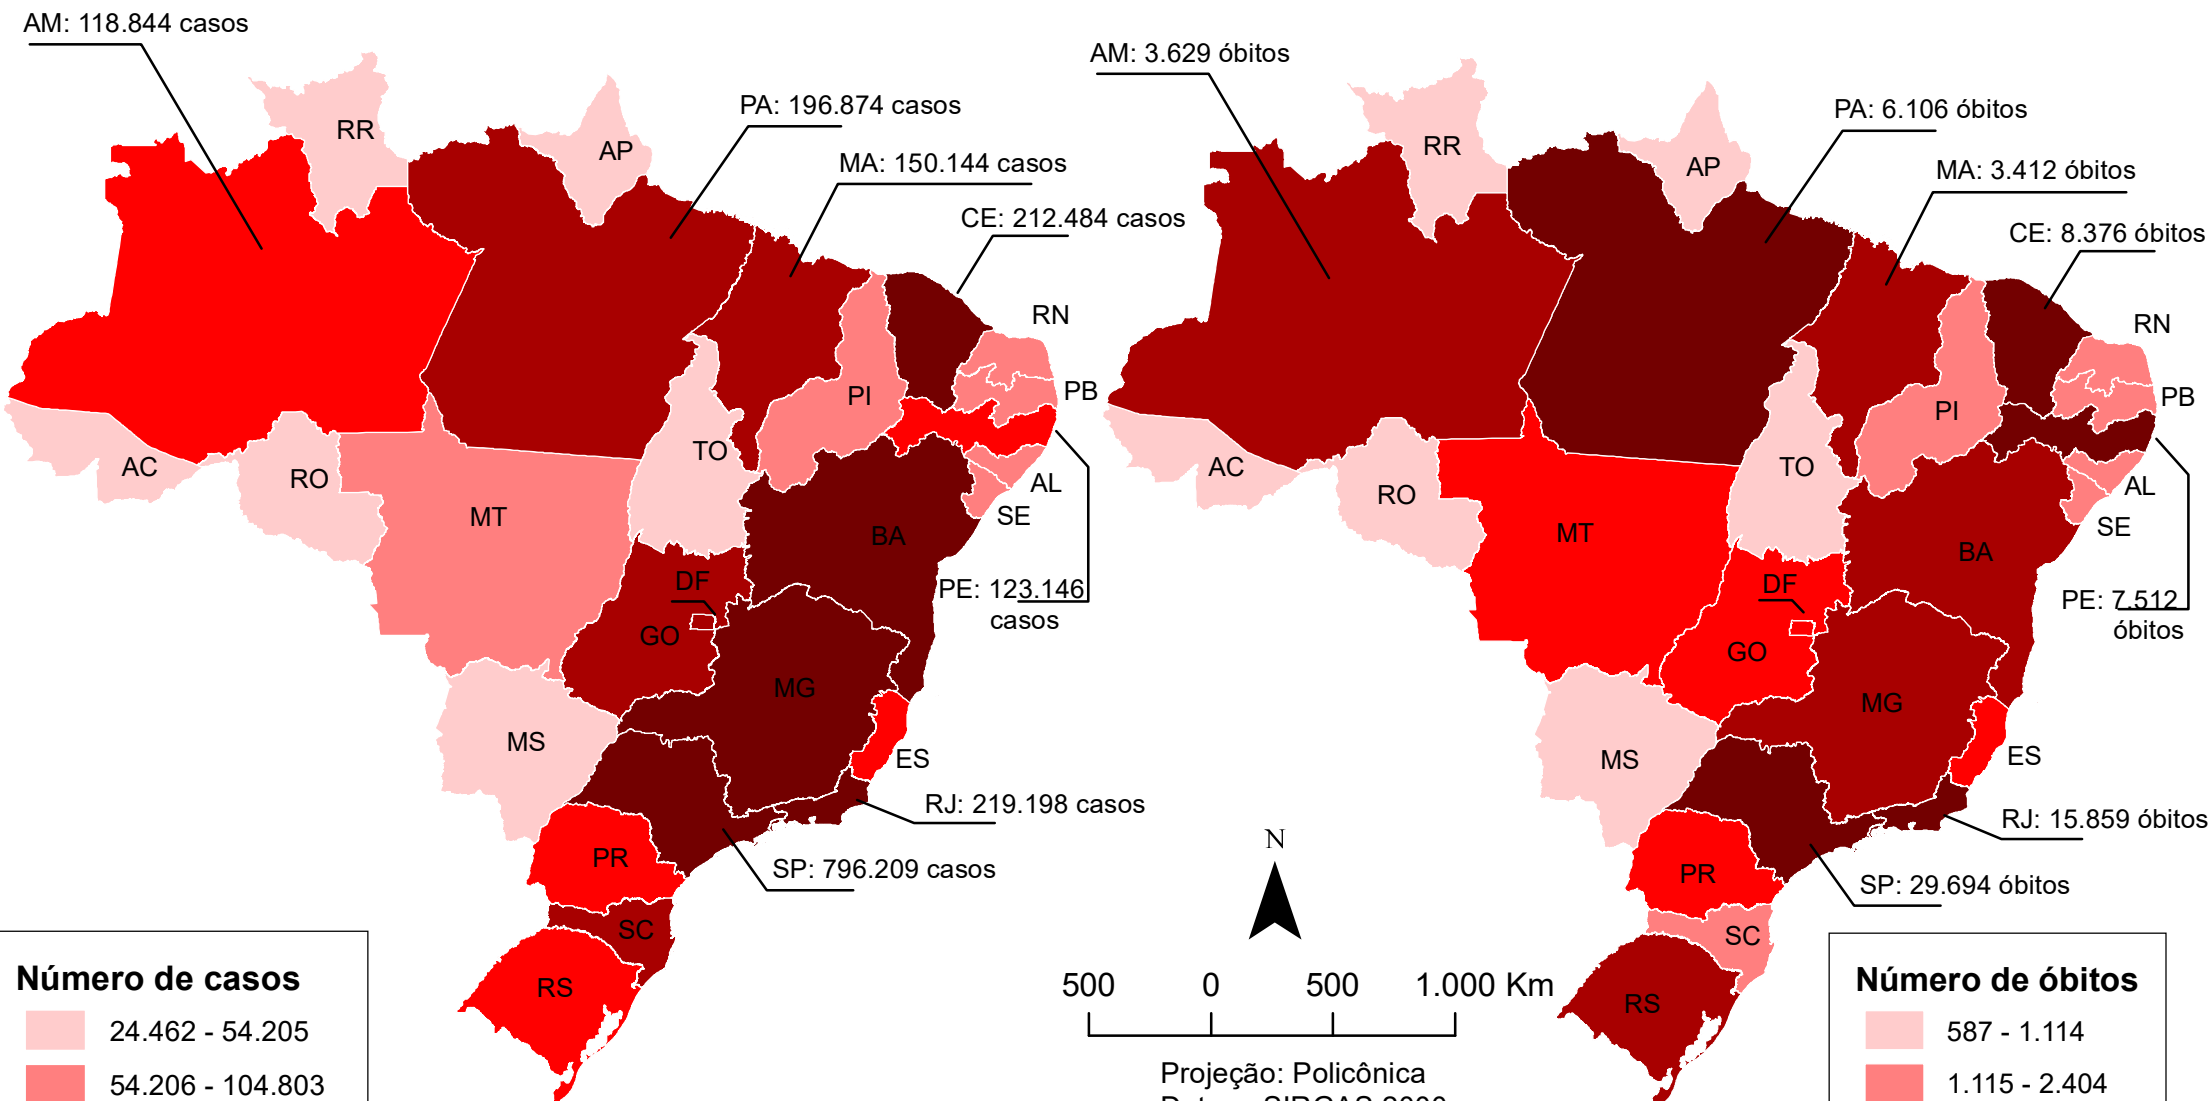 AM: 118.844 casos
RR
AP
PA: 196.874 casos
MA: 150.144 casos
CE: 212.484 casos
RN
PB
PI
TO
AC
RO
MT
AL
SE
BA
DF
GO
PE: 123.146
casos
MG
MS
ES
RJ: 219.198 casos
PR
SP: 796.209 casos
SC
RS
Número de casos
24.462 - 54.205
54.206 - 104.803
AM: 3.629 óbitos
RR
AP
PA: 6.106 óbitos
MA: 3.412 óbitos
CE: 8.376 óbitos
RN
PB
PI
TO
AC
RO
MT
AL
SE
BA
DF
GO
PE: 7.512
óbitos
MG
MS
ES
RJ: 15.859 óbitos
PR
SP: 29.694 óbitos
SC
RS
N
500 0 500 1.000 Km
Projeção: Policônica
Número de óbitos
587 - 1.114
1.115 - 2.404